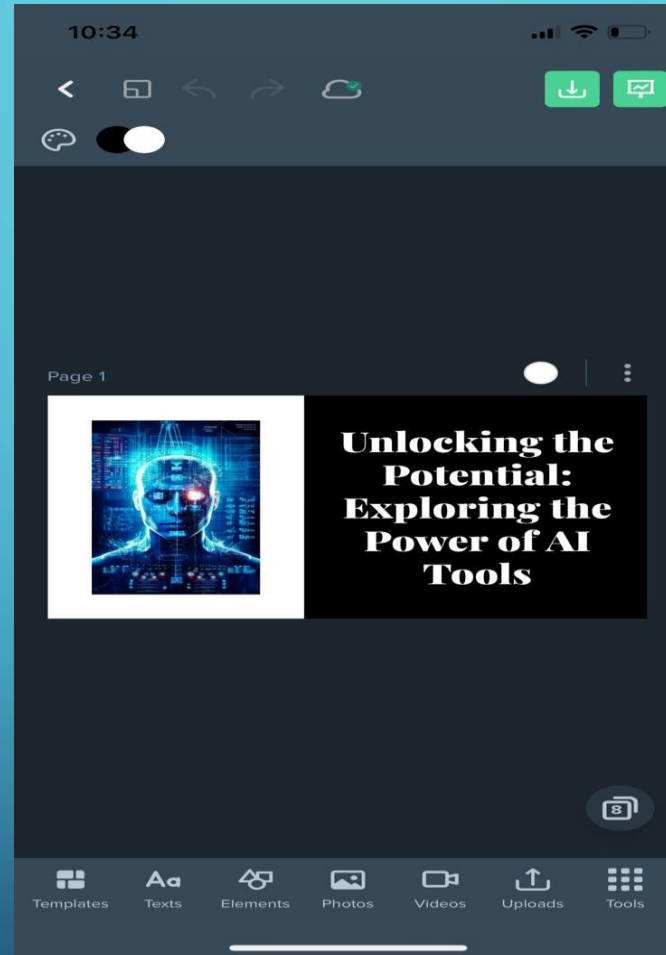 10:34
Page 1
Unlocking the
Potential:
Exploring the
Power of AI
Tools
8
Templates
Aa
Texts
Elements
Photos
Videos
Uploads
Tools